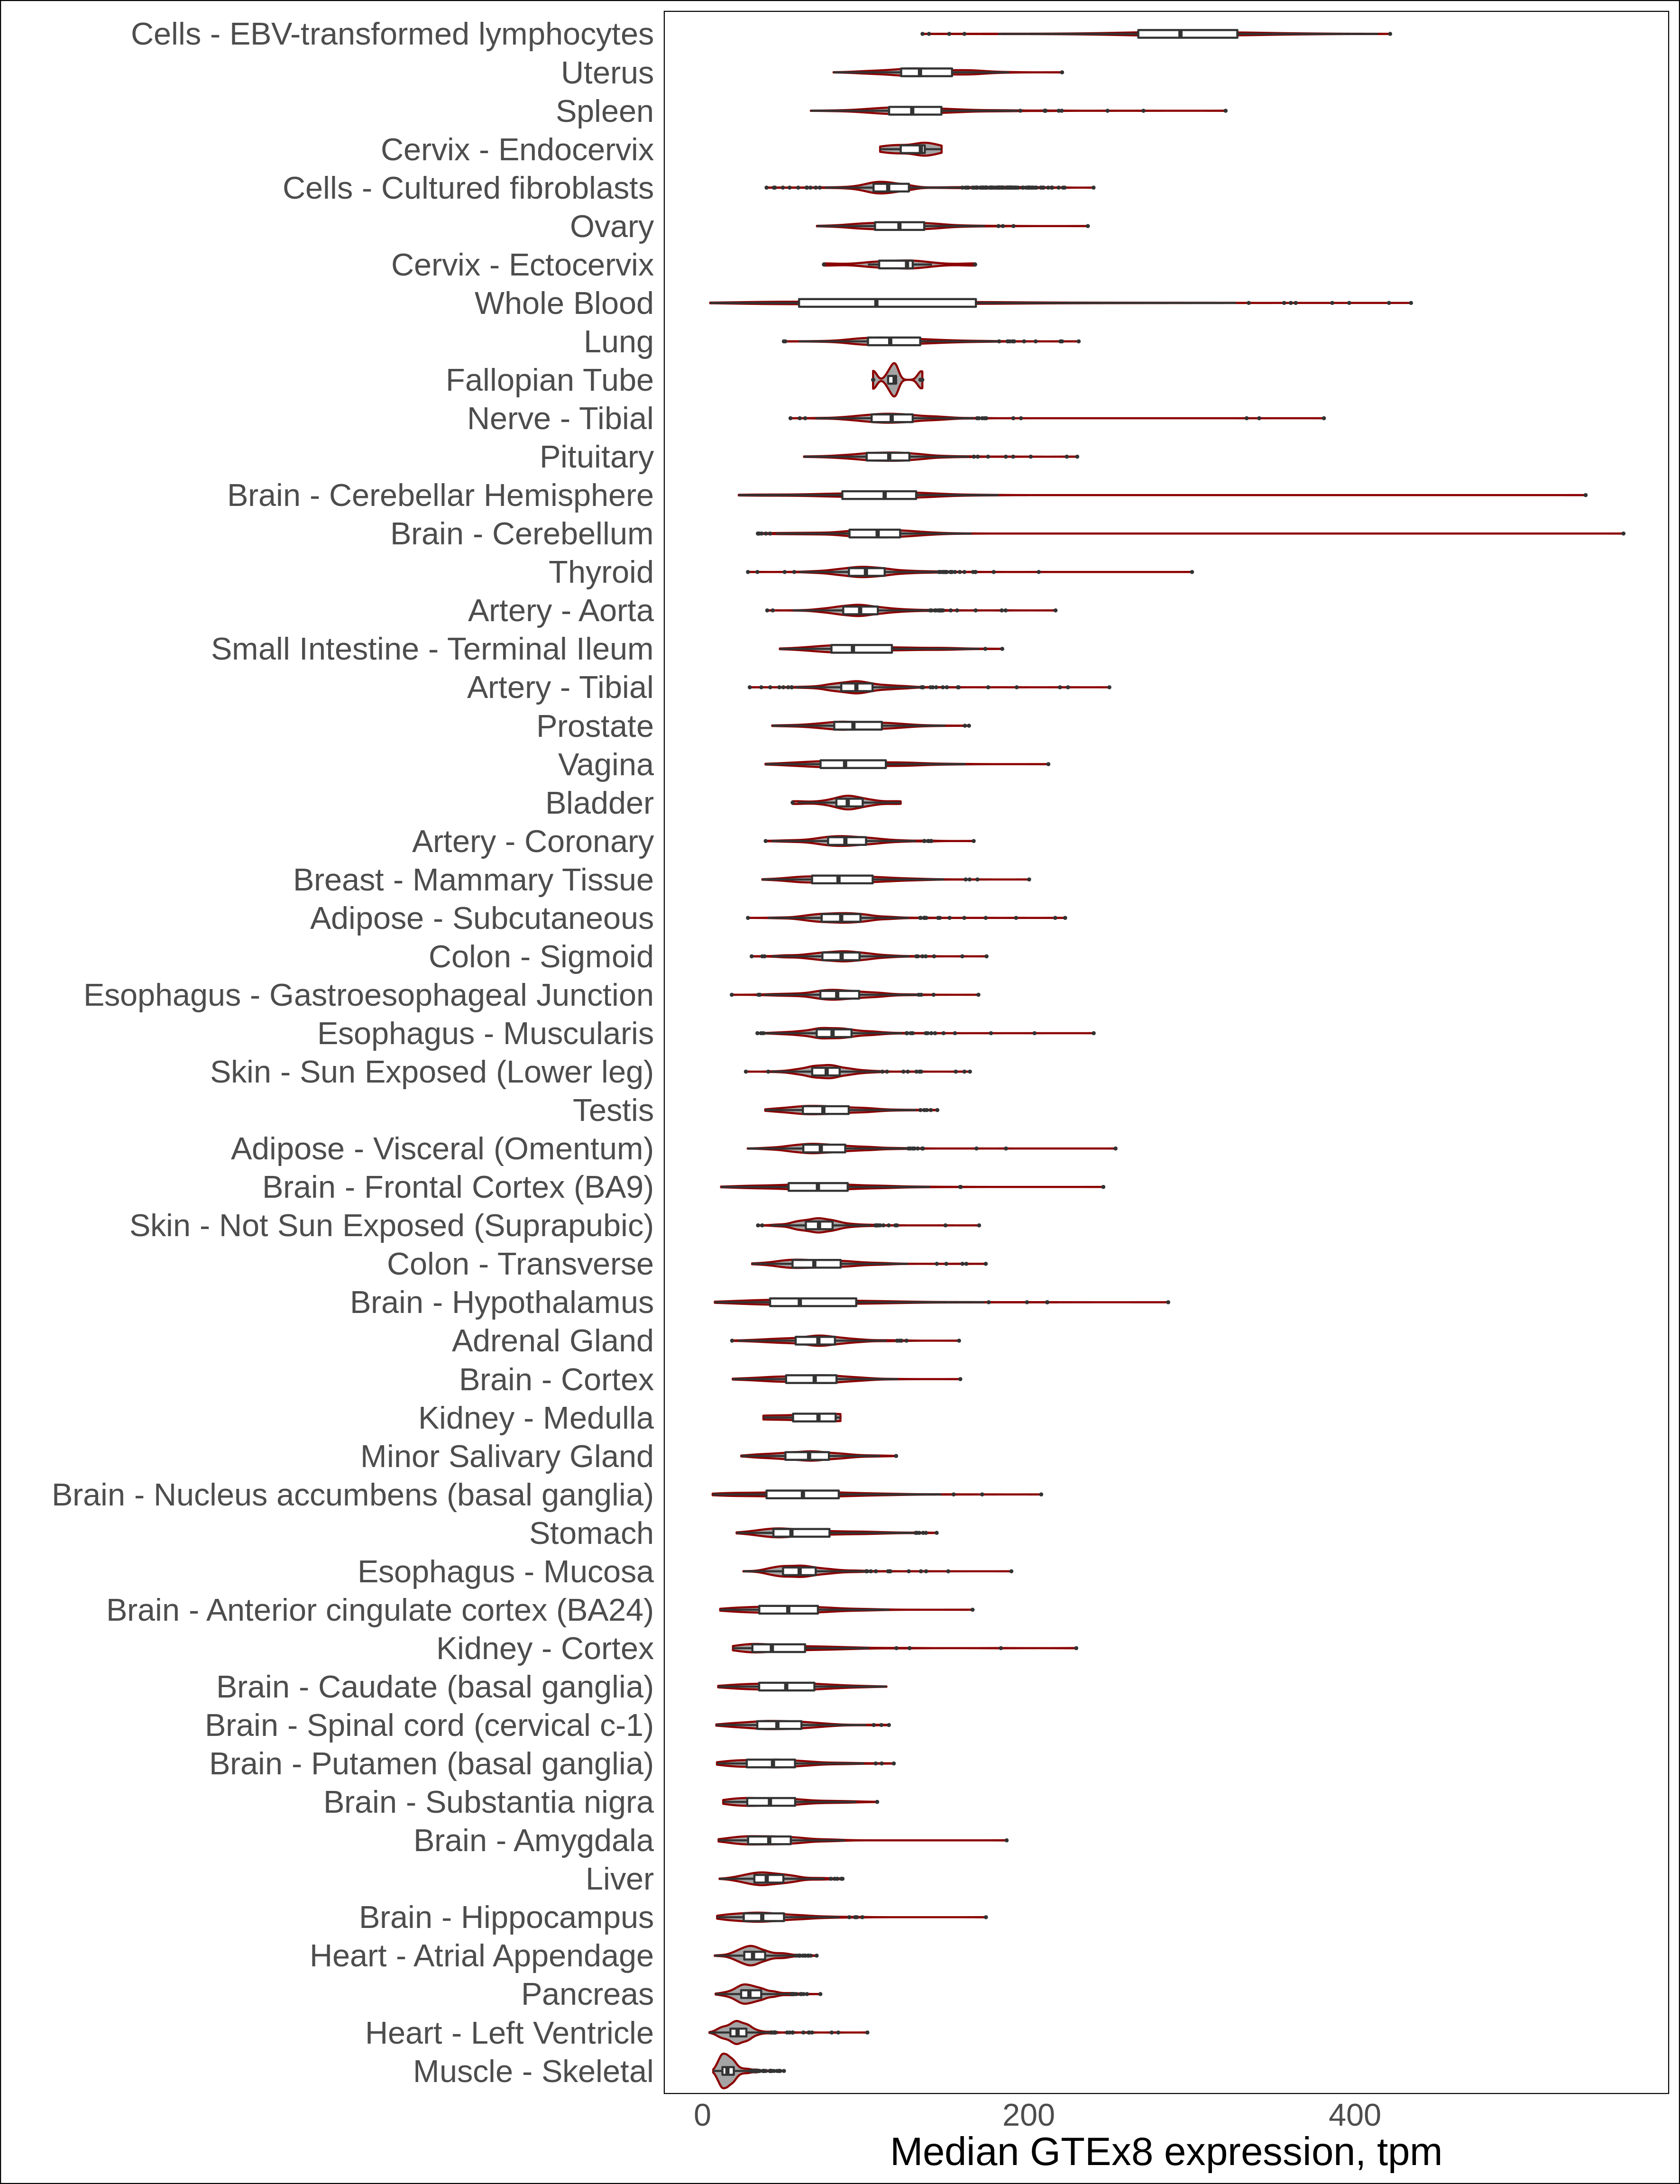 Cells - EBV-transformed lymphocytes
Uterus
Spleen
Cervix - Endocervix
Cells - Cultured fibroblasts
Ovary
Cervix - Ectocervix
Whole Blood
Lung
Fallopian Tube
Nerve - Tibial
Pituitary
Brain - Cerebellar Hemisphere
Brain - Cerebellum
Thyroid
Artery - Aorta
Small Intestine - Terminal Ileum
Artery - Tibial
Prostate
Vagina
Bladder
Artery - Coronary
Breast - Mammary Tissue
Adipose - Subcutaneous
Colon - Sigmoid
Esophagus - Gastroesophageal Junction
Esophagus - Muscularis
Skin - Sun Exposed (Lower leg)
Testis
Adipose - Visceral (Omentum)
Brain - Frontal Cortex (BA9)
Skin - Not Sun Exposed (Suprapubic)
Colon - Transverse
Brain - Hypothalamus
Adrenal Gland
Brain - Cortex
Kidney - Medulla
Minor Salivary Gland
Brain - Nucleus accumbens (basal ganglia)
Stomach
Esophagus - Mucosa
Brain - Anterior cingulate cortex (BA24)
Kidney - Cortex
Brain - Caudate (basal ganglia)
Brain - Spinal cord (cervical c-1)
Brain - Putamen (basal ganglia)
Brain - Substantia nigra
Brain - Amygdala
Liver
Brain - Hippocampus
Heart - Atrial Appendage
Pancreas
Heart - Left Ventricle
Muscle - Skeletal
0 200 400
Median GTEx8 expression, tpm